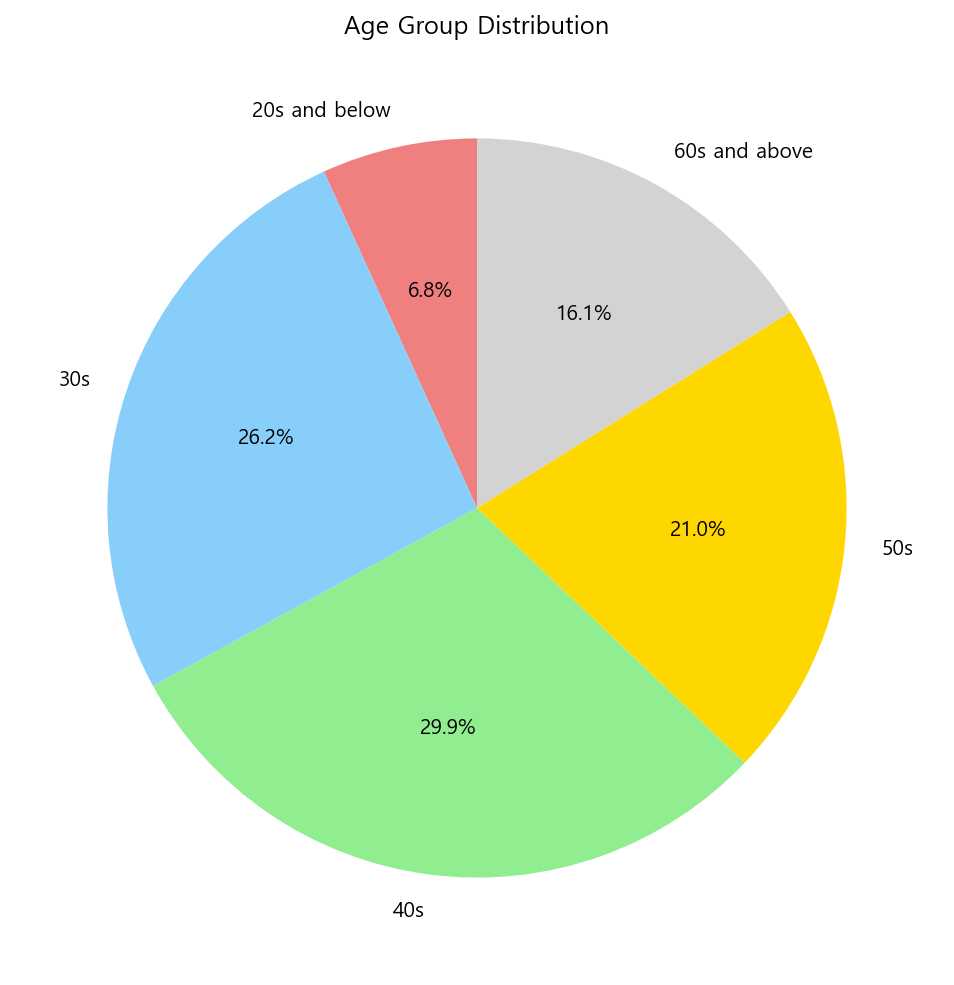 Age Group Distribution
20s and below
60s and above
6.8%
16.1%
30s
26.2%
21.0%
50s
29.9%
40s